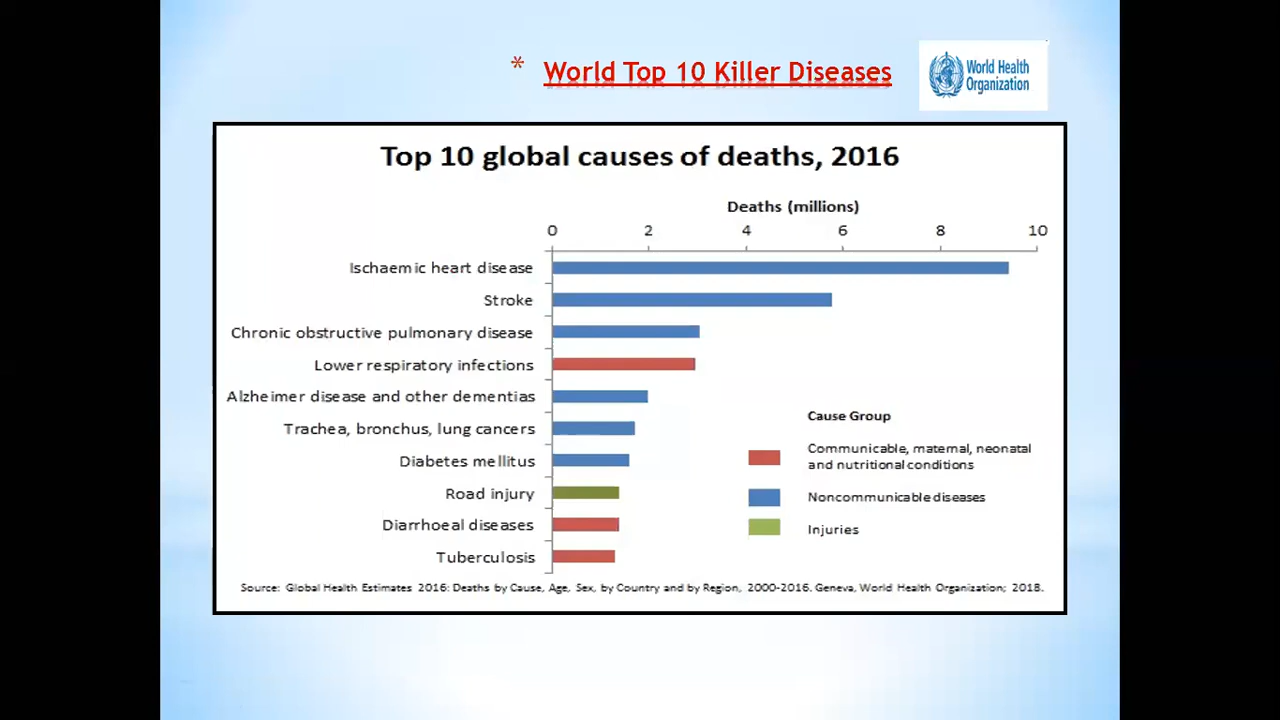 * World Top 10 Killer Diseases
World Health
Organization
Top 10 global causes of deaths, 2016
Deaths (millions)
0 2 4 6 8 10
Ischaemic heart disease
Stroke
Chronic obstructive pulmonary disease
Lower respiratory infections
Alzheimer disease and other dementias
Trachea, bronchus, lung cancers
Diabetes mellitus
Road injury
Diarrhoeal diseases
Tuberculosis
Cause Group
Communicable, maternal, neonatal
and nutritional conditions
Noncommunicable diseases
Injuries
Source: Global Health Estimates 2016: Deaths by Cause, Age, Sex, by Country and by Region, 2000-2016. Geneva, World Health Organization; 2018.